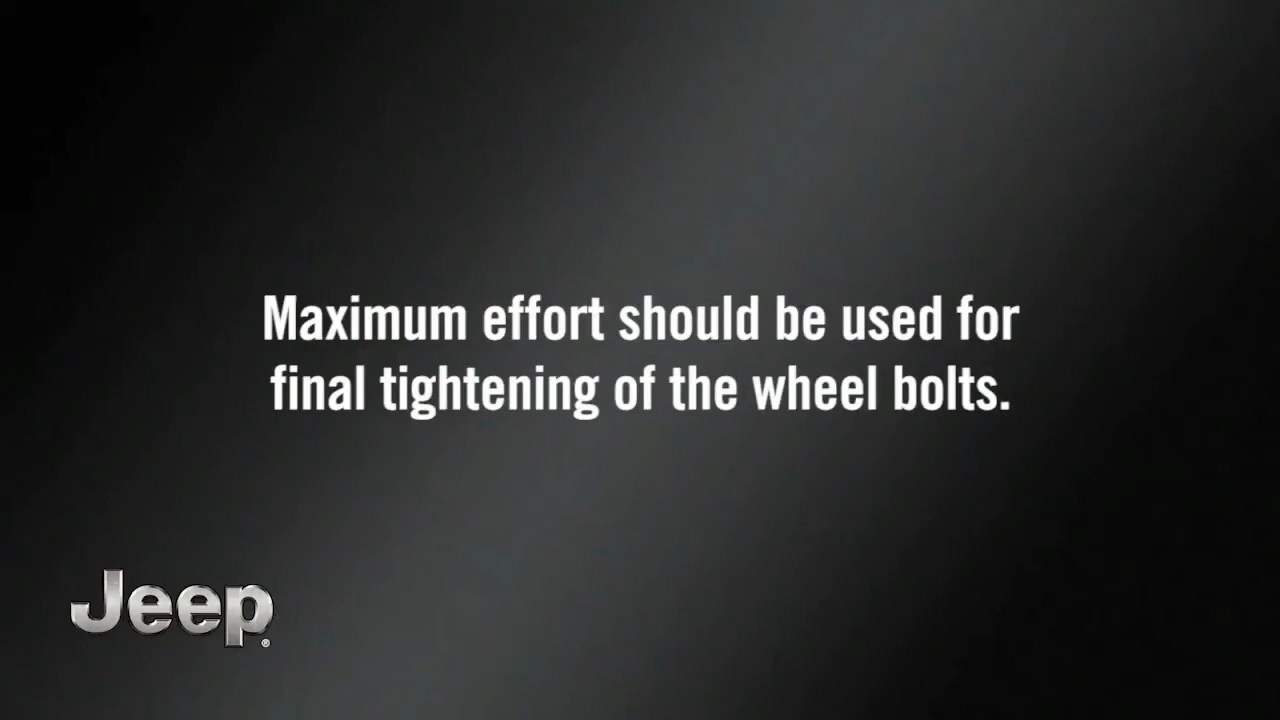 Maximum effort should be used for
final tightening of the wheel bolts.
Jeep®